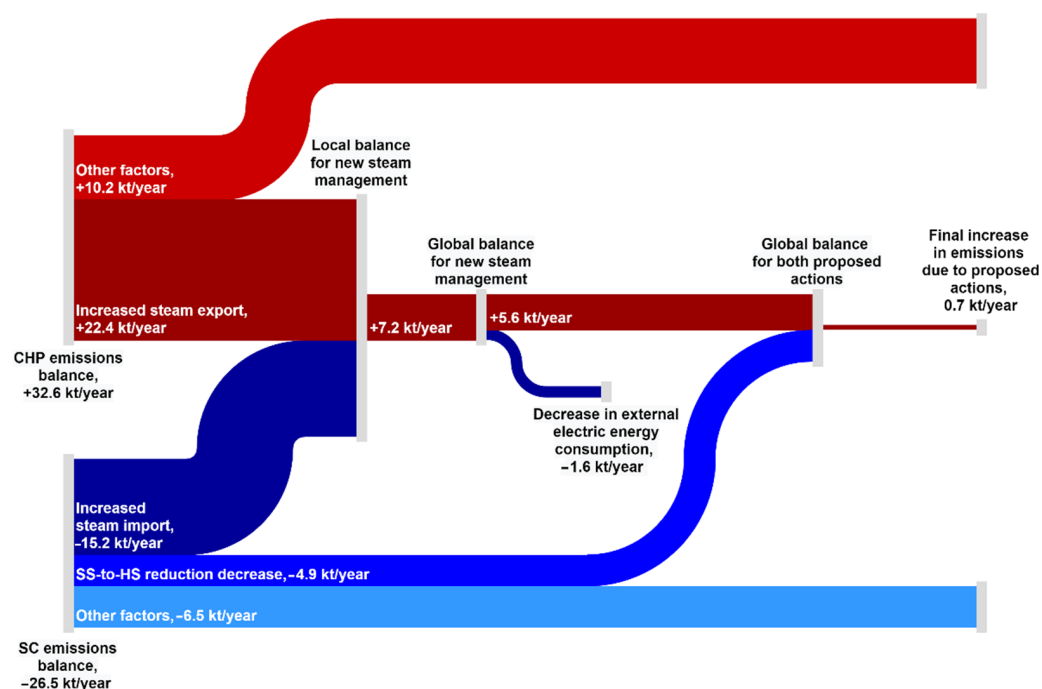 Local balance
for new steam
management
Other factors,
+10.2 kt/year
Increased steam export,
+22.4 kt/year
CHP emissions
balance,
+32.6 kt/year
+7.2 kt/year
Global balance
for new steam
management
+5.6 kt/year
Global balance
for both proposed
actions
Final increase
in emissions
due to proposed
actions,
0.7 kt/year
Decrease in external
electric energy
consumption,
−1.6 kt/year
Increased
steam import,
-15.2 kt/year
SS-to-HS reduction decrease, −4.9 kt/year
Other factors, −6.5 kt/year
SC emissions
balance,
−26.5 kt/year